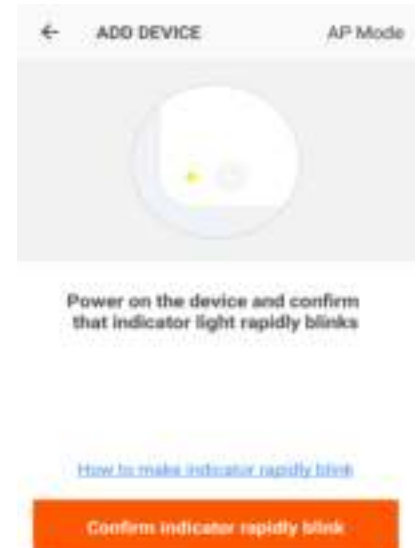 ← ADD DEVICE AP Mode
Power on the device and confirm
that indicator light rapidly blinks
How to make indicator rapidly blink
Confirm indicator rapidly blink